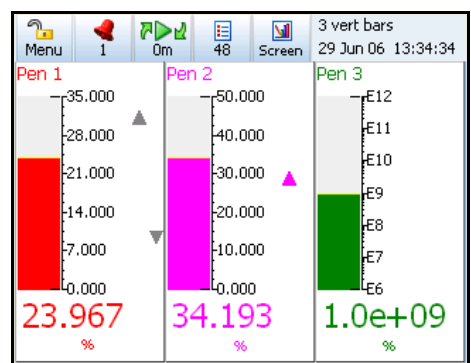 Menu 1 0m 48 Screen
3 vert bars
29 Jun 06 13:34:34
Pen 1
35.000
28.000
21.000
14.000
7.000
0.000
23.967
%
Pen 2
50.000
40.000
30.000
20.000
10.000
0.000
34.193
%
Pen 3
E12
E11
E10
E9
E8
E7
E6
1.0e+09
%